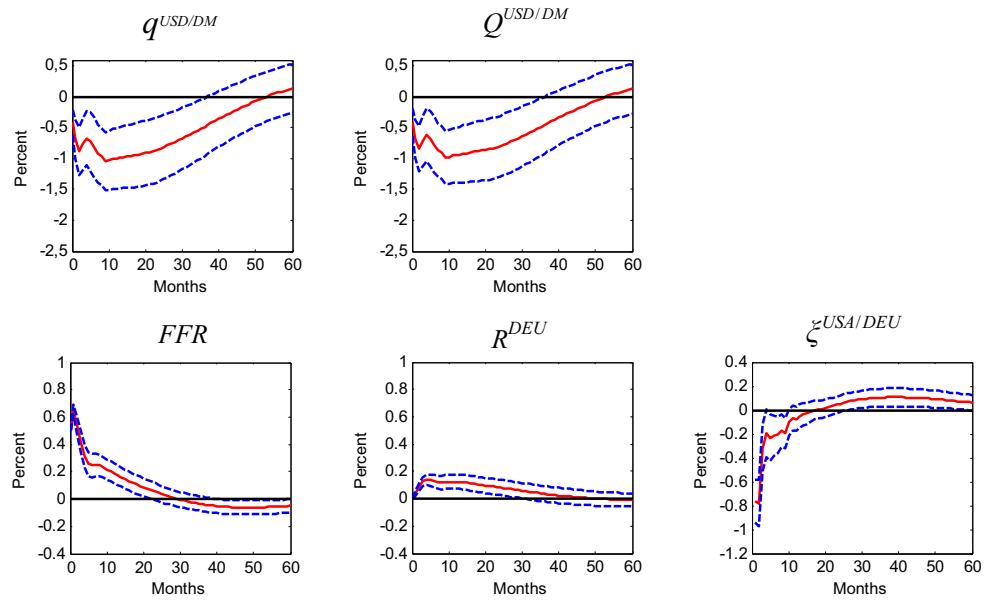 q^{USD/DM}
Percent
0,5
0
-0,5
-1
-1,5
-2
-2,5
0 10 20 30 40 50 60
Months
Q^{USD/DM}
Percent
0,5
0
-0,5
-1
-1,5
-2
-2,5
0 10 20 30 40 50 60
Months
FFR
Percent
1
0.8
0.6
0.4
0.2
0
-0.2
-0.4
0 10 20 30 40 50 60
Months
R^{DEU}
Percent
1
0.8
0.6
0.4
0.2
0
-0.2
-0.4
0 10 20 30 40 50 60
Months
ξ^{USA/DEU}
Percent
0.4
0.2
0
-0.2
-0.4
-0.6
-0.8
-1
-1.2
0 10 20 30 40 50 60
Months